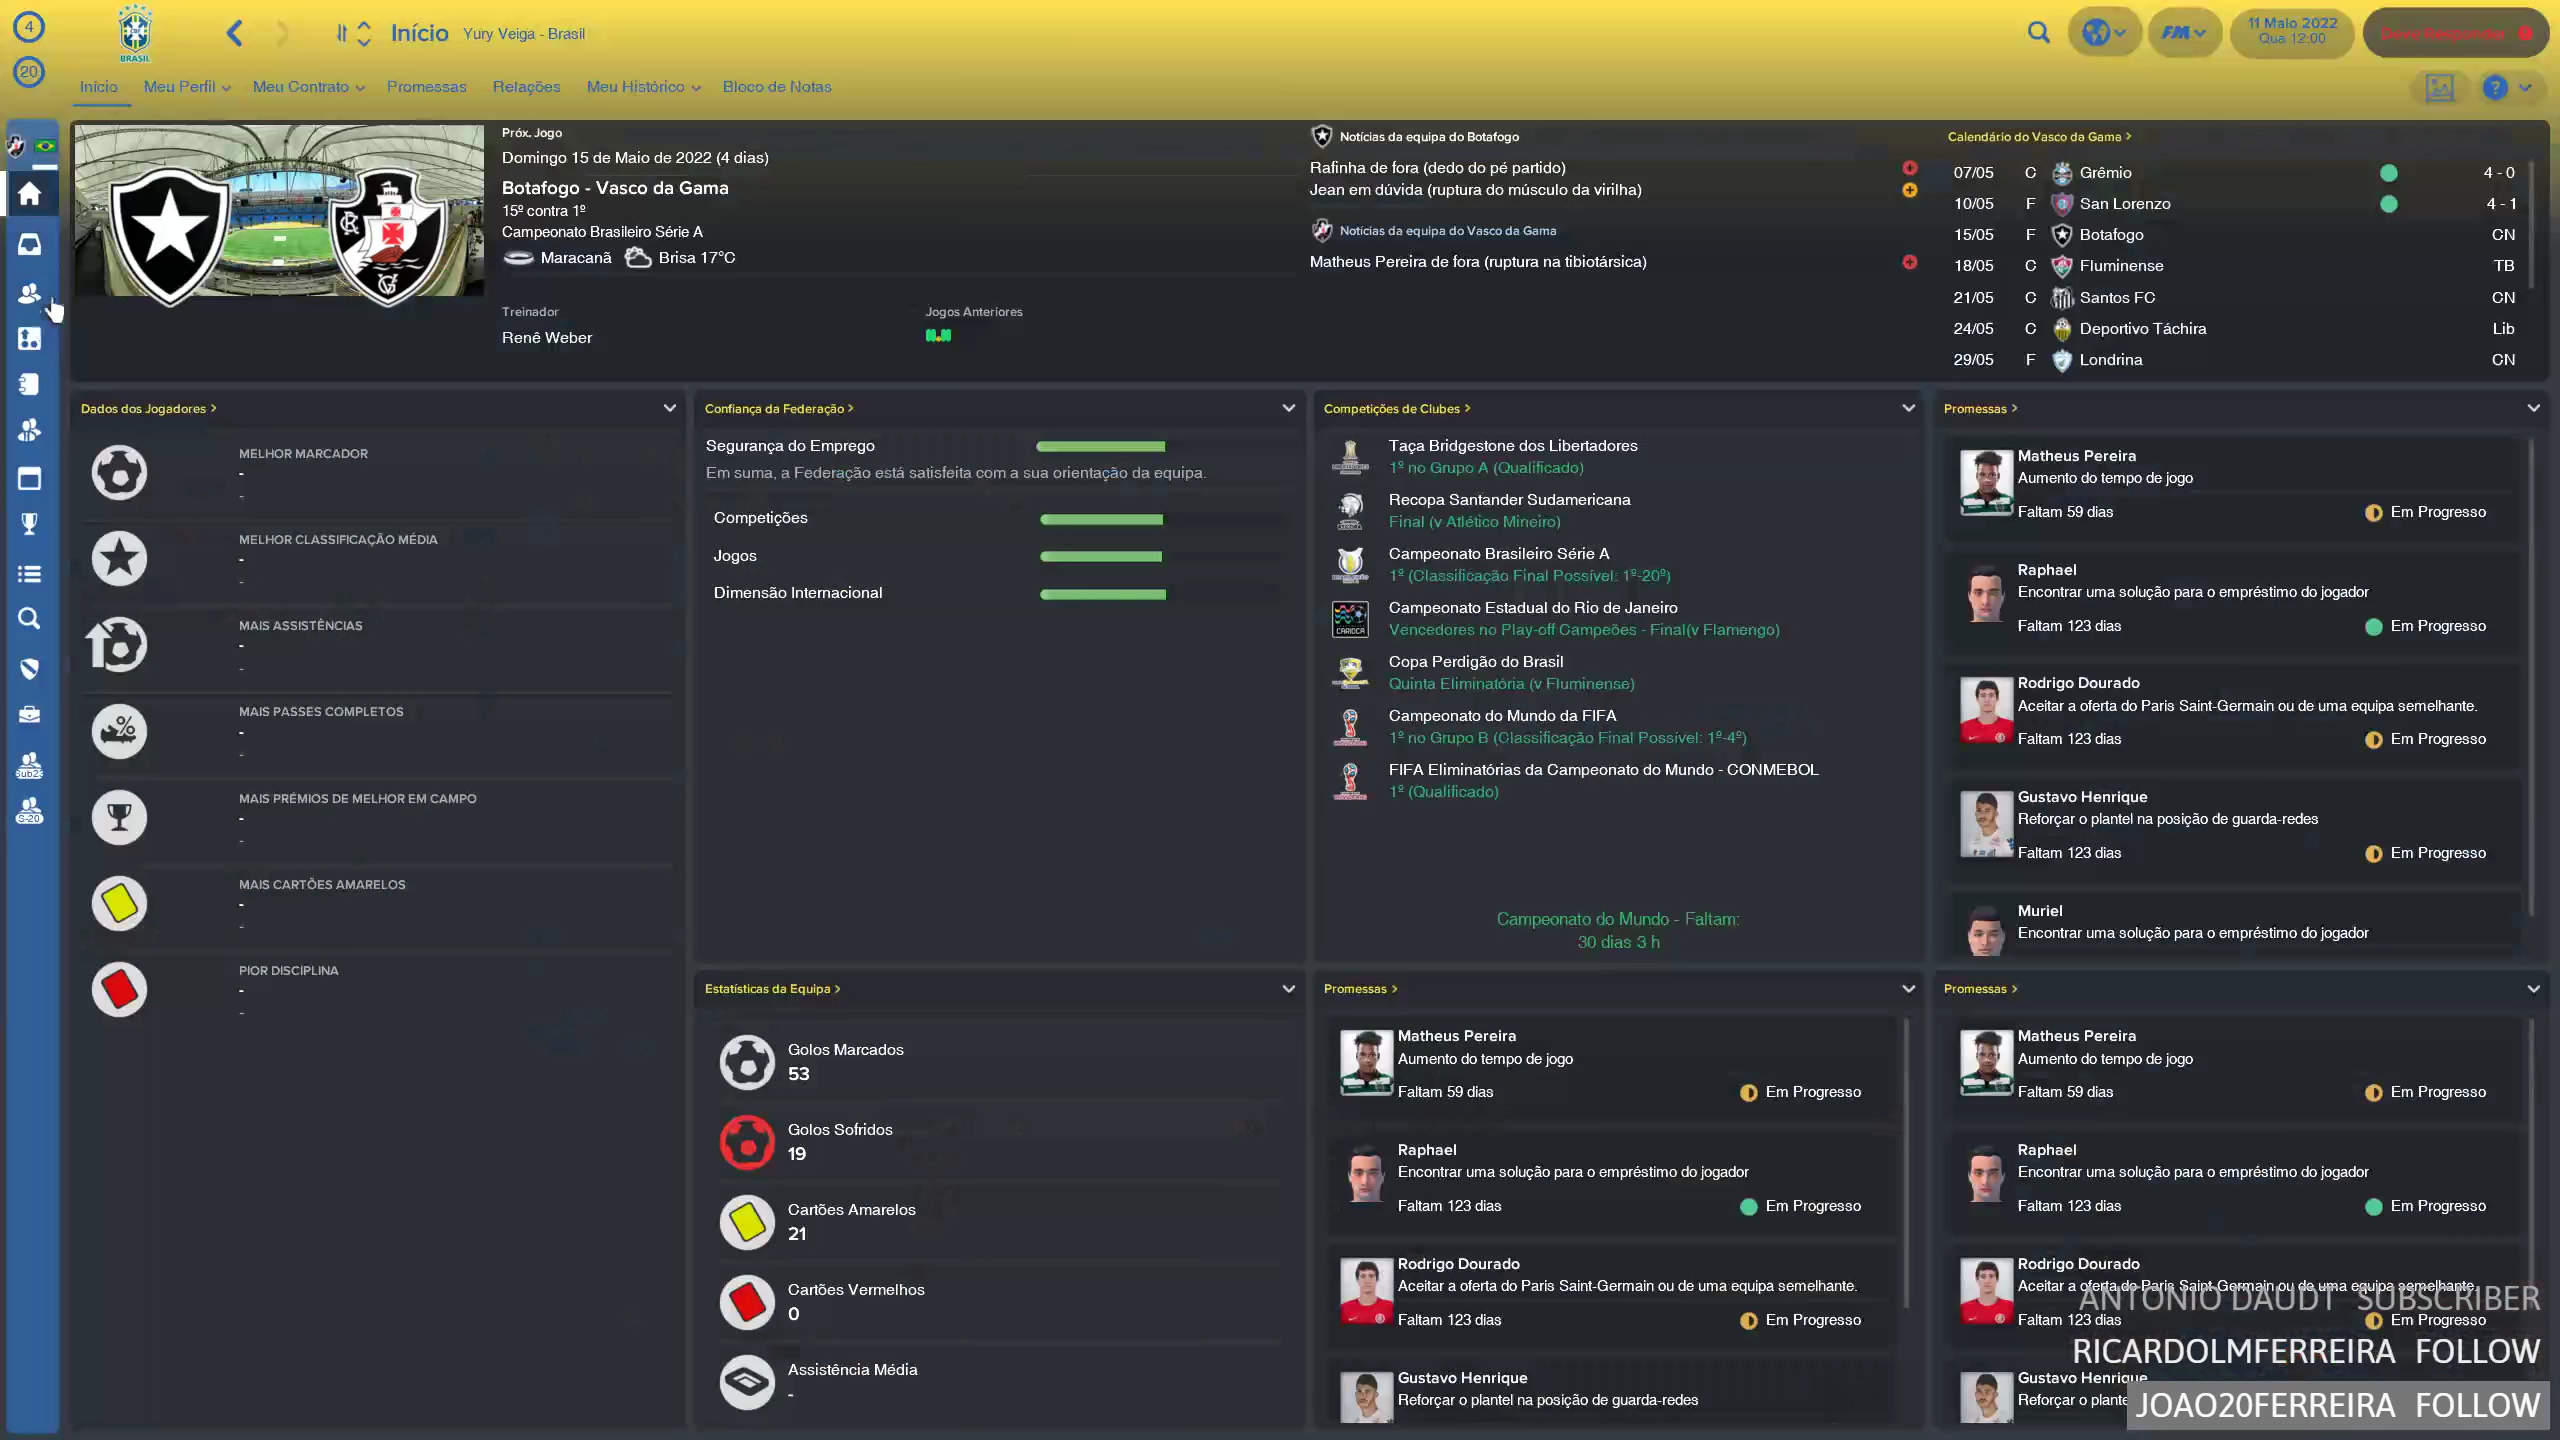 4
20
BRASIL
Início
Yury Veiga - Brasil
FM
11 Maio 2022
Qua 12:00
Deve Responder
Início
Meu Perfil
Meu Contrato
Promessas
Relações
Meu Histórico
Bloco de Notas
Sub23
S-20
Próx. Jogo
Domingo 15 de Maio de 2022 (4 dias)
Botafogo - Vasco da Gama
15º contra 1º
Campeonato Brasileiro Série A
Maracanã
Brisa 17°C
Treinador
Renê Weber
Jogos Anteriores
Notícias da equipa do Botafogo
Rafinha de fora (dedo do pé partido)
Jean em dúvida (ruptura do músculo da virilha)
Notícias da equipa do Vasco da Gama
Matheus Pereira de fora (ruptura na tibiotársica)
Calendário do Vasco da Gama >
07/05 C Grêmio 4 - 0
10/05 F San Lorenzo 4 - 1
15/05 F Botafogo CN
18/05 C Fluminense TB
21/05 C Santos FC CN
24/05 C Deportivo Táchira Lib
29/05 F Londrina CN
Dados dos Jogadores >
MELHOR MARCADOR
-
-
MELHOR CLASSIFICAÇÃO MÉDIA
-
-
MAIS ASSISTÊNCIAS
-
-
MAIS PASSES COMPLETOS
-
-
MAIS PRÉMIOS DE MELHOR EM CAMPO
-
-
MAIS CARTÕES AMARELOS
-
-
PIOR DISCIPLINA
-
-
Confiança da Federação >
Segurança do Emprego
Em suma, a Federação está satisfeita com a sua orientação da equipa.
Competições
Jogos
Dimensão Internacional
Competições de Clubes >
Taça Bridgestone dos Libertadores
1º no Grupo A (Qualificado)
Recopa Santander Sudamericana
Final (v Atlético Mineiro)
Campeonato Brasileiro Série A
1º (Classificação Final Possível: 1º-20º)
CARIOCA
Campeonato Estadual do Rio de Janeiro
Vencedores no Play-off Campeões - Final(v Flamengo)
Copa Perdigão do Brasil
Quinta Eliminatória (v Fluminense)
Campeonato do Mundo da FIFA
1º no Grupo B (Classificação Final Possível: 1º-4º)
FIFA Eliminatórias da Campeonato do Mundo - CONMEBOL
1º (Qualificado)
Campeonato do Mundo - Faltam:
30 dias 3 h
Promessas >
Matheus Pereira
Aumento do tempo de jogo
Faltam 59 dias
Em Progresso
Raphael
Encontrar uma solução para o empréstimo do jogador
Faltam 123 dias
Em Progresso
Rodrigo Dourado
Aceitar a oferta do Paris Saint-Germain ou de uma equipa semelhante.
Faltam 123 dias
Em Progresso
Gustavo Henrique
Reforçar o plantel na posição de guarda-redes
Faltam 123 dias
Em Progresso
Muriel
Encontrar uma solução para o empréstimo do jogador
Estatísticas da Equipa >
Golos Marcados
53
Golos Sofridos
19
Cartões Amarelos
21
Cartões Vermelhos
0
Assistência Média
-
Promessas >
Matheus Pereira
Aumento do tempo de jogo
Faltam 59 dias
Em Progresso
Raphael
Encontrar uma solução para o empréstimo do jogador
Faltam 123 dias
Em Progresso
Rodrigo Dourado
Aceitar a oferta do Paris Saint-Germain ou de uma equipa semelhante.
Faltam 123 dias
Em Progresso
Gustavo Henrique
Reforçar o plantel na posição de guarda-redes
Promessas >
Matheus Pereira
Aumento do tempo de jogo
Faltam 59 dias
Em Progresso
Raphael
Encontrar uma solução para o empréstimo do jogador
Faltam 123 dias
Em Progresso
Rodrigo Dourado
Aceitar a oferta do Paris Saint-Germain ou de uma equipa semelhante.
ANTONIO DAUDT SUBSCRIBER
Faltam 123 dias
Em Progresso
RICARDOLMFERREIRA FOLLOW
Gustavo Henrique
Reforçar o plante
JOAO20FERREIRA FOLLOW